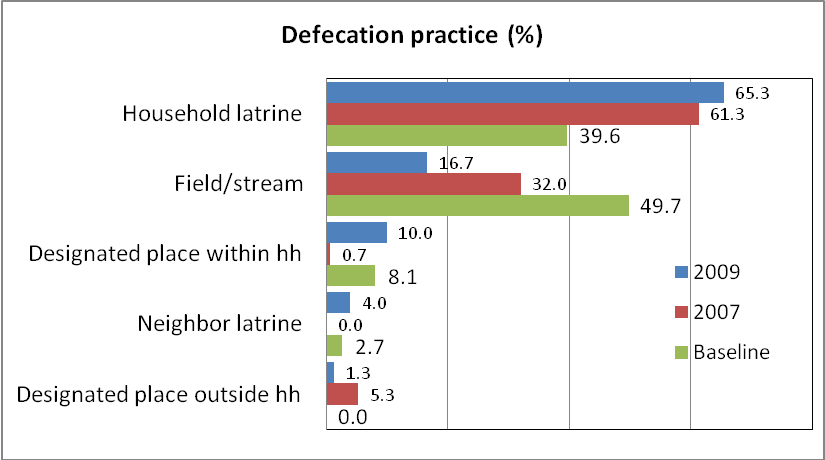 Defecation practice (%)
Household latrine
65.3
61.3
39.6
Field/stream
16.7
32.0
49.7
Designated place within hh
10.0
0.7
8.1
Neighbor latrine
4.0
0.0
2.7
Designated place outside hh
1.3
5.3
0.0
2009
2007
Baseline